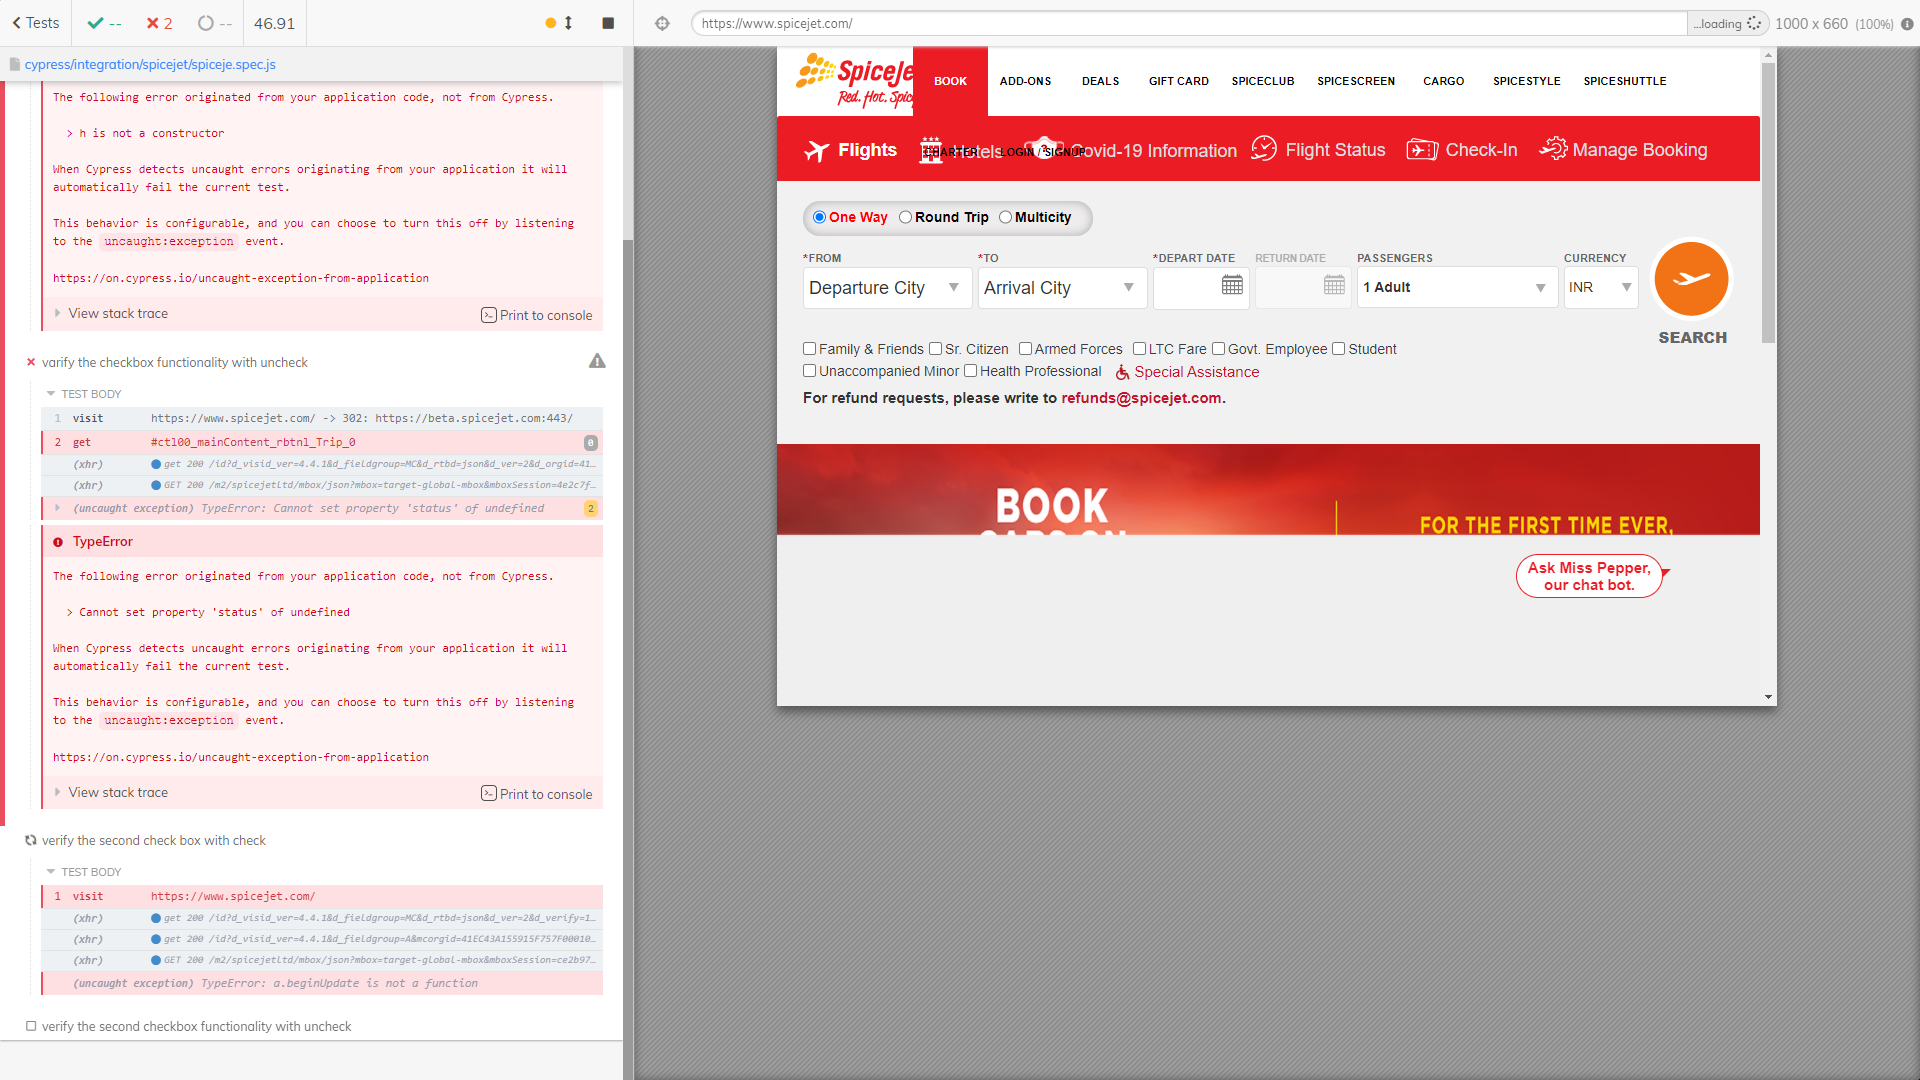 Tests
--
2
--
46.91
https://www.spicejet.com/
...loading
1000 x 660 (100%)
cypress/integration/spicejet/spiceje.spec.js
The following error originated from your application code, not from Cypress.
> h is not a constructor
When Cypress detects uncaught errors originating from your application it will
automatically fail the current test.
This behavior is configurable, and you can choose to turn this off by listening
to the uncaught:exception event.
https://on.cypress.io/uncaught-exception-from-application
View stack trace
Print to console
varify the checkbox functionality with uncheck
TEST BODY
1 visit https://www.spicejet.com/ -> 302: https://beta.spicejet.com:443/
2 get #ctl00_mainContent_rbtnl_Trip_0 0
(xhr) get 200 /id?d_visid_ver=4.4.1&d_fieldgroup=MC&d_rtbd=json&d_ver=2&d_orgid=41...
(xhr) GET 200 /m2/spicejetltd/mbox/json?mbox=target-global-mbox&mboxSession=4e2c7f...
(uncaught exception) TypeError: Cannot set property 'status' of undefined 2
TypeError
The following error originated from your application code, not from Cypress.
> Cannot set property 'status' of undefined
When Cypress detects uncaught errors originating from your application it will
automatically fail the current test.
This behavior is configurable, and you can choose to turn this off by listening
to the uncaught:exception event.
https://on.cypress.io/uncaught-exception-from-application
View stack trace
Print to console
verify the second check box with check
TEST BODY
1 visit https://www.spicejet.com/
(xhr) get 200 /id?d_visid_ver=4.4.1&d_fieldgroup=MC&d_rtbd=json&d_ver=2&d_verify=1...
(xhr) get 200 /id?d_visid_ver=4.4.1&d_fieldgroup=A&mcorgid=41EC43A155915F757F00010...
(xhr) GET 200 /m2/spicejetltd/mbox/json?mbox=target-global-mbox&mboxSession=ce2b97...
(uncaught exception) TypeError: a.beginUpdate is not a function
verify the second checkbox functionality with uncheck
SpiceJe
Red. Hot. Spic
BOOK ADD-ONS DEALS GIFT CARD SPICECLUB SPICESCREEN CARGO SPICESTYLE SPICESHUTTLE
Flights Hotels Covid-19 Information Flight Status Check-In Manage Booking
CHARTER LOGIN / SIGNUP
One Way Round Trip Multicity
*FROM *TO *DEPART DATE RETURN DATE PASSENGERS CURRENCY
Departure City Arrival City 1 Adult INR
SEARCH
Family & Friends Sr. Citizen Armed Forces LTC Fare Govt. Employee Student
Unaccompanied Minor Health Professional Special Assistance
For refund requests, please write to refunds@spicejet.com.
BOOK
CABS ON
FOR THE FIRST TIME EVER,
Ask Miss Pepper,
our chat bot.